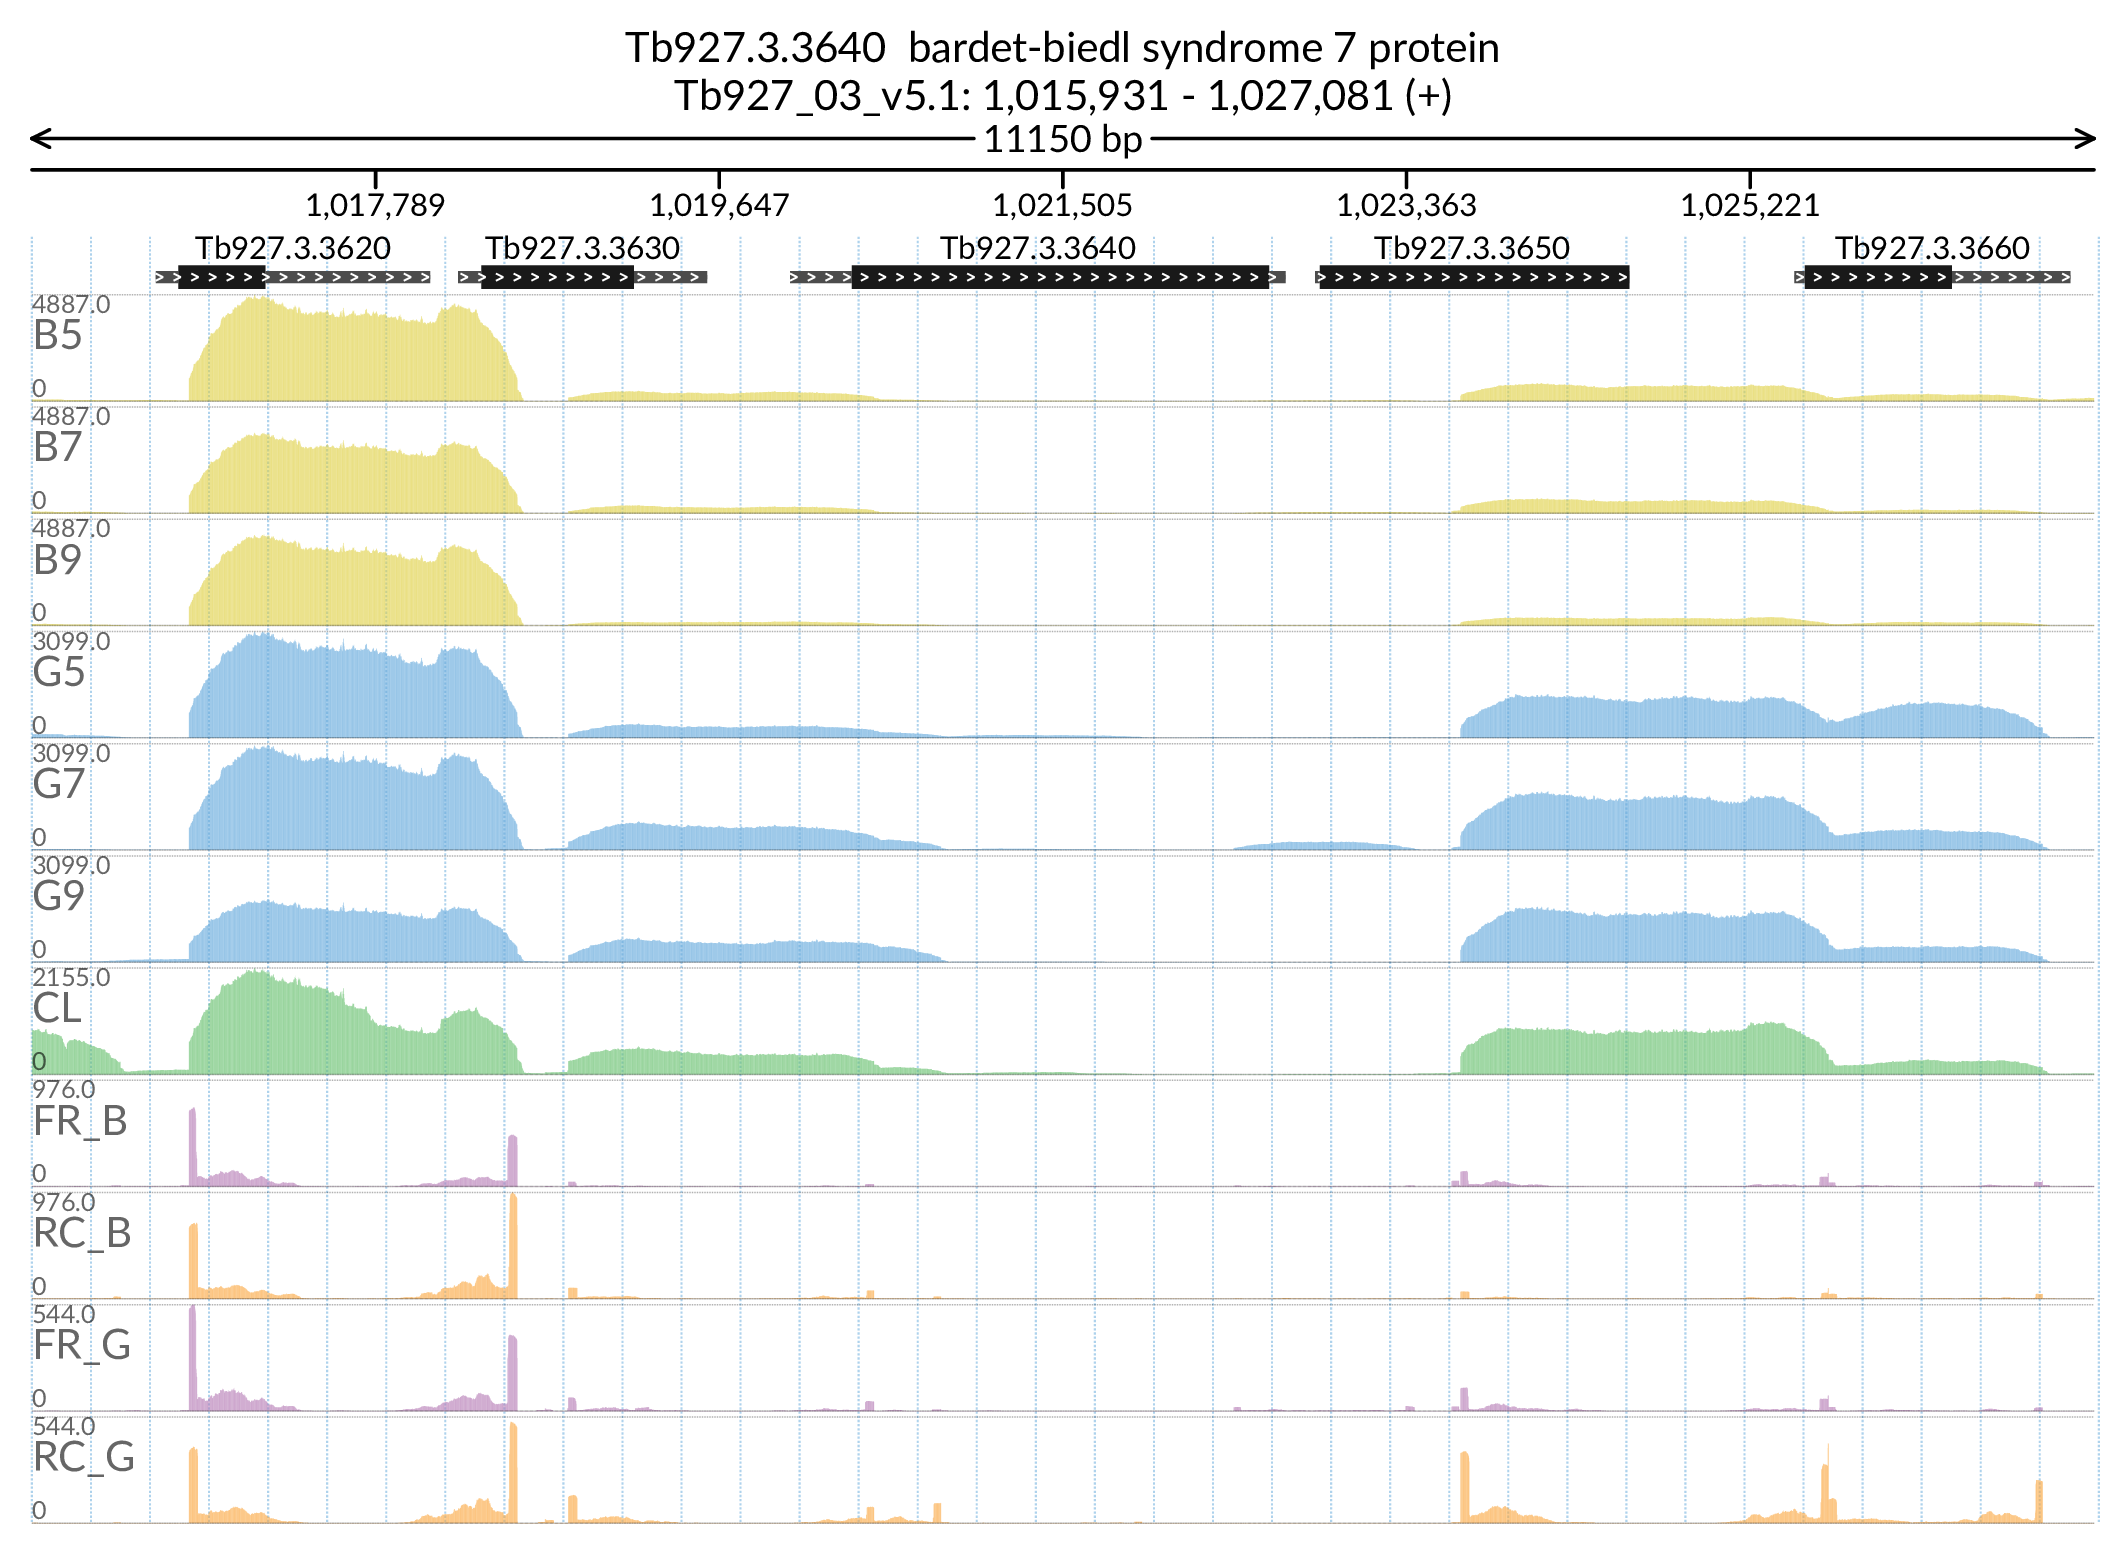 Tb927.3.3640  bardet-biedl syndrome 7 protein
Tb927_03_v5.1: 1,015,931 - 1,027,081 (+)
11150 bp
1,017,789 1,019,647 1,021,505 1,023,363 1,025,221
Tb927.3.3620 Tb927.3.3630 Tb927.3.3640 Tb927.3.3650 Tb927.3.3660
4887.0
B5
0
4887.0
B7
0
4887.0
B9
0
3099.0
G5
0
3099.0
G7
0
3099.0
G9
0
2155.0
CL
0
976.0
FR_B
0
976.0
RC_B
0
544.0
FR_G
0
544.0
RC_G
0